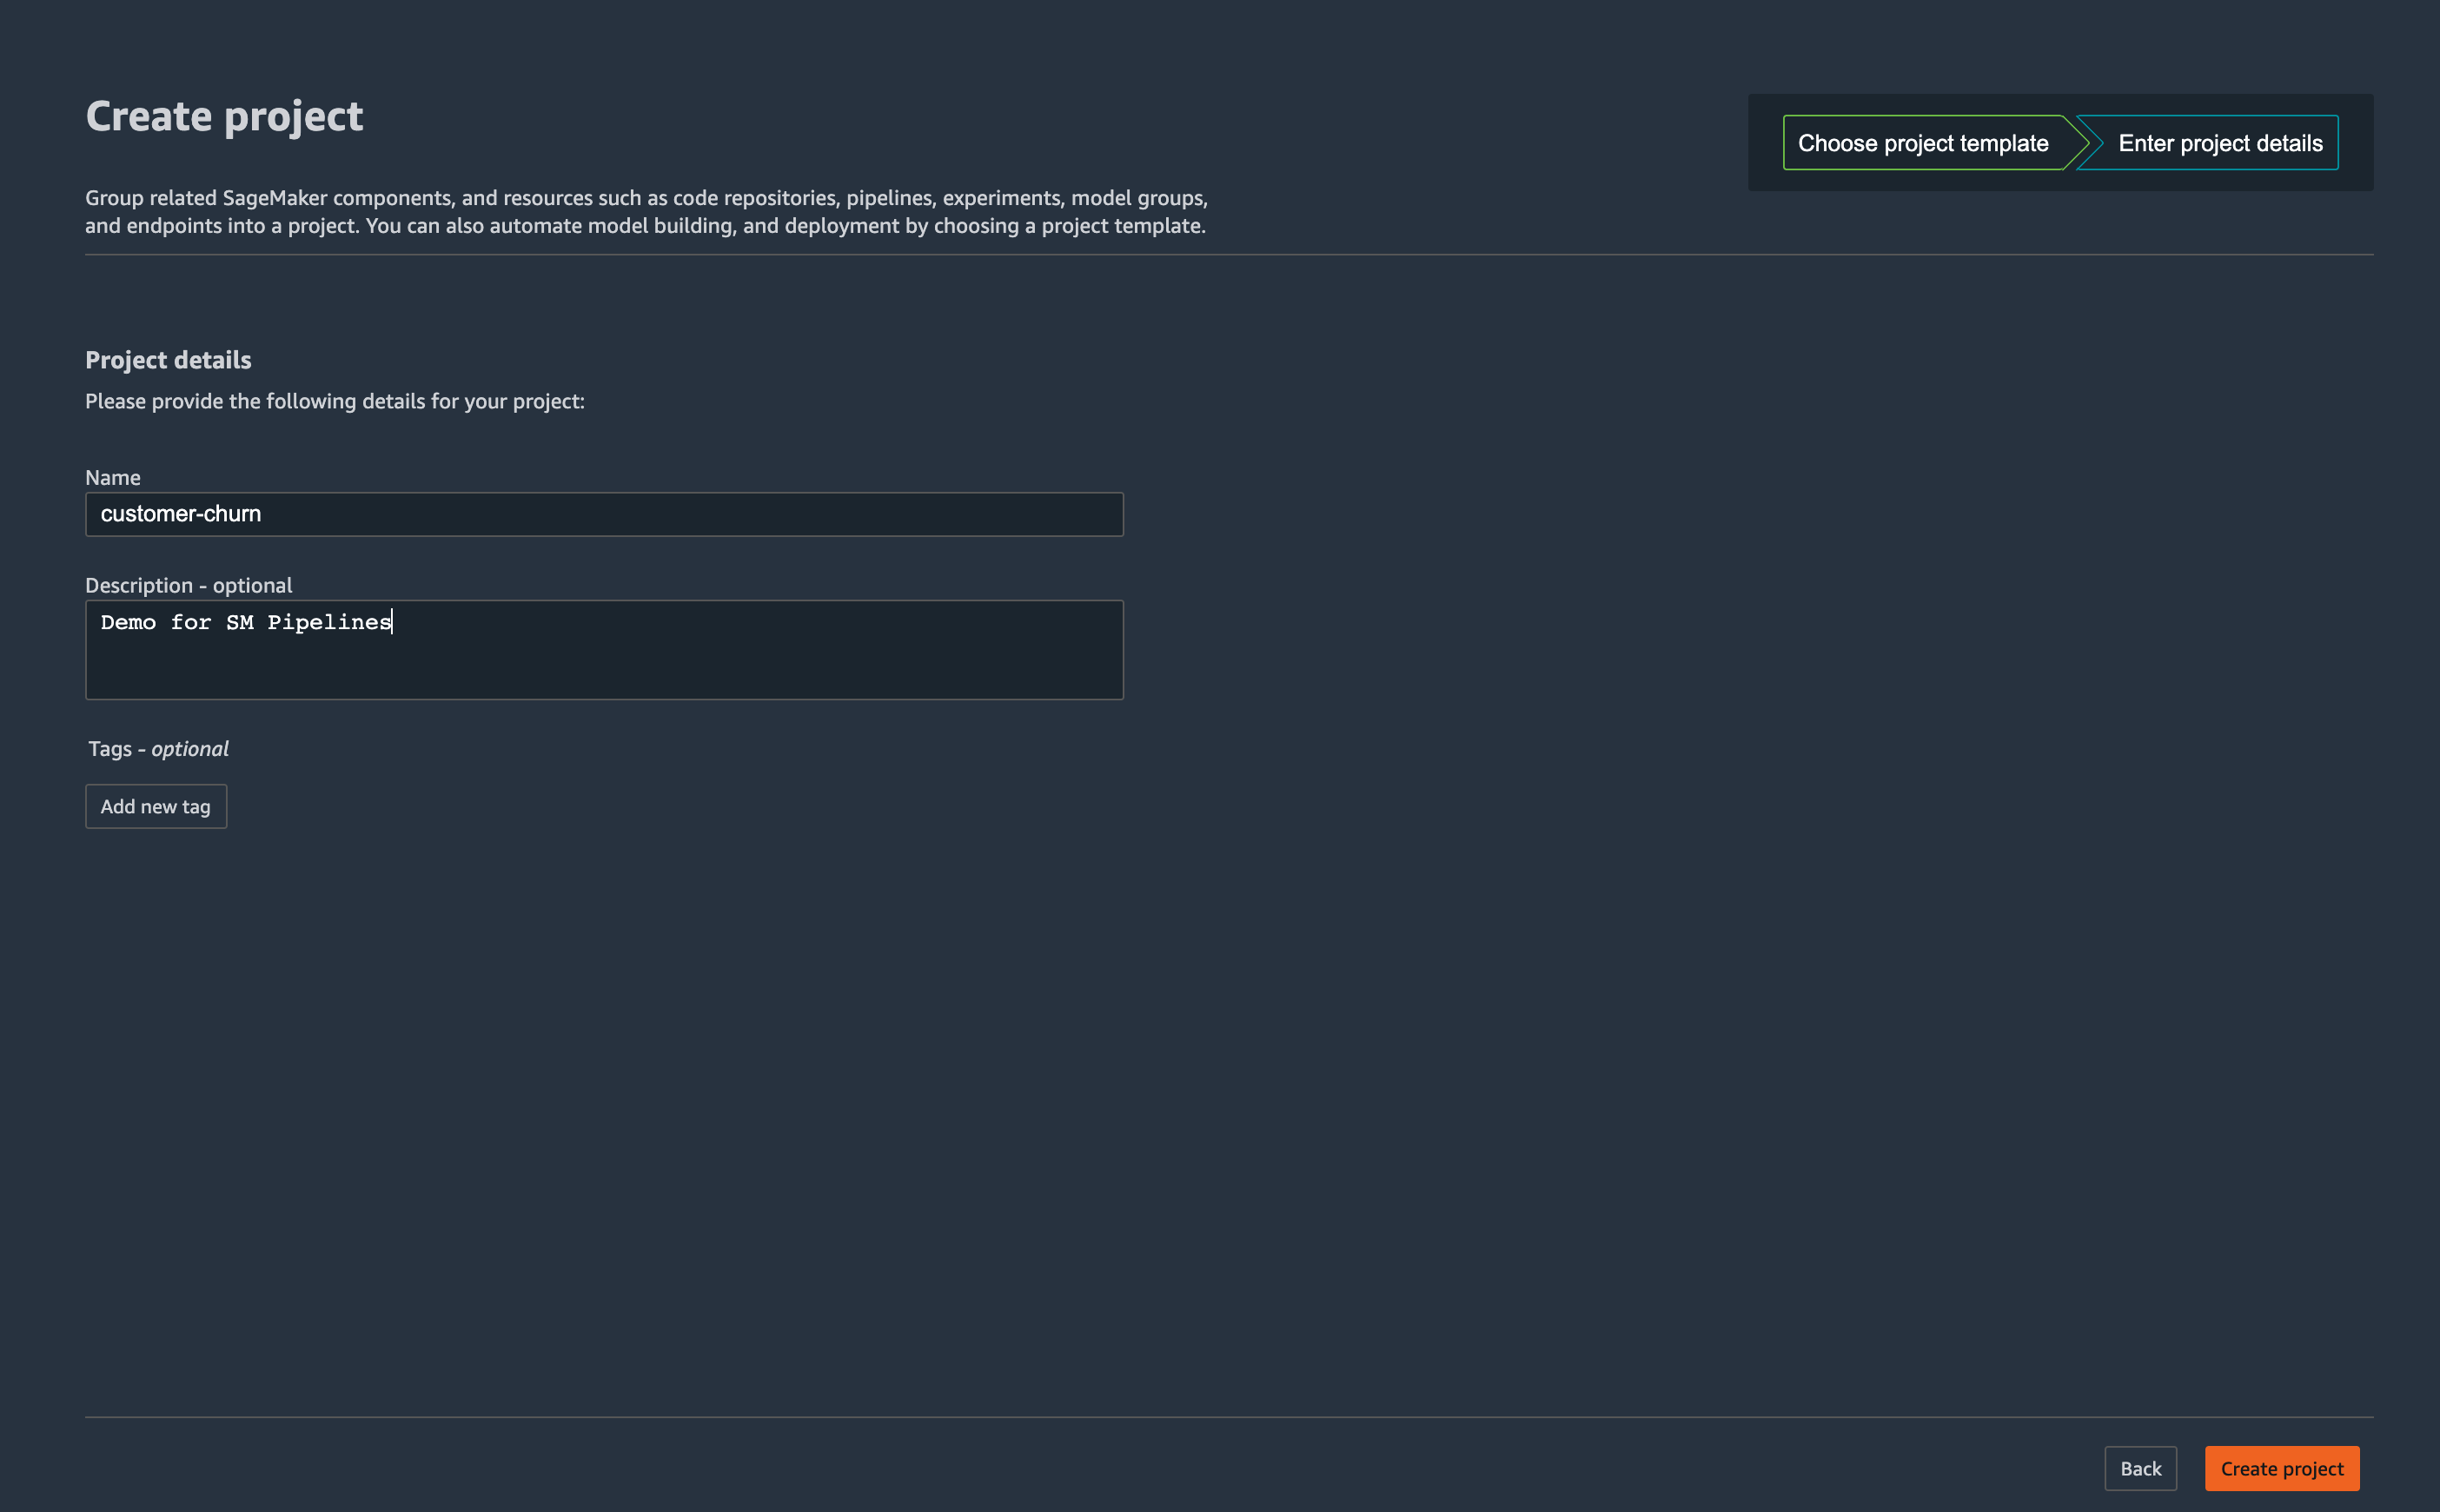 Create project
Choose project template
Enter project details
Group related SageMaker components, and resources such as code repositories, pipelines, experiments, model groups,
and endpoints into a project. You can also automate model building, and deployment by choosing a project template.
Project details
Please provide the following details for your project:
Name
customer-churn
Description - optional
Demo for SM Pipelines
Tags - optional
Add new tag
Back
Create project